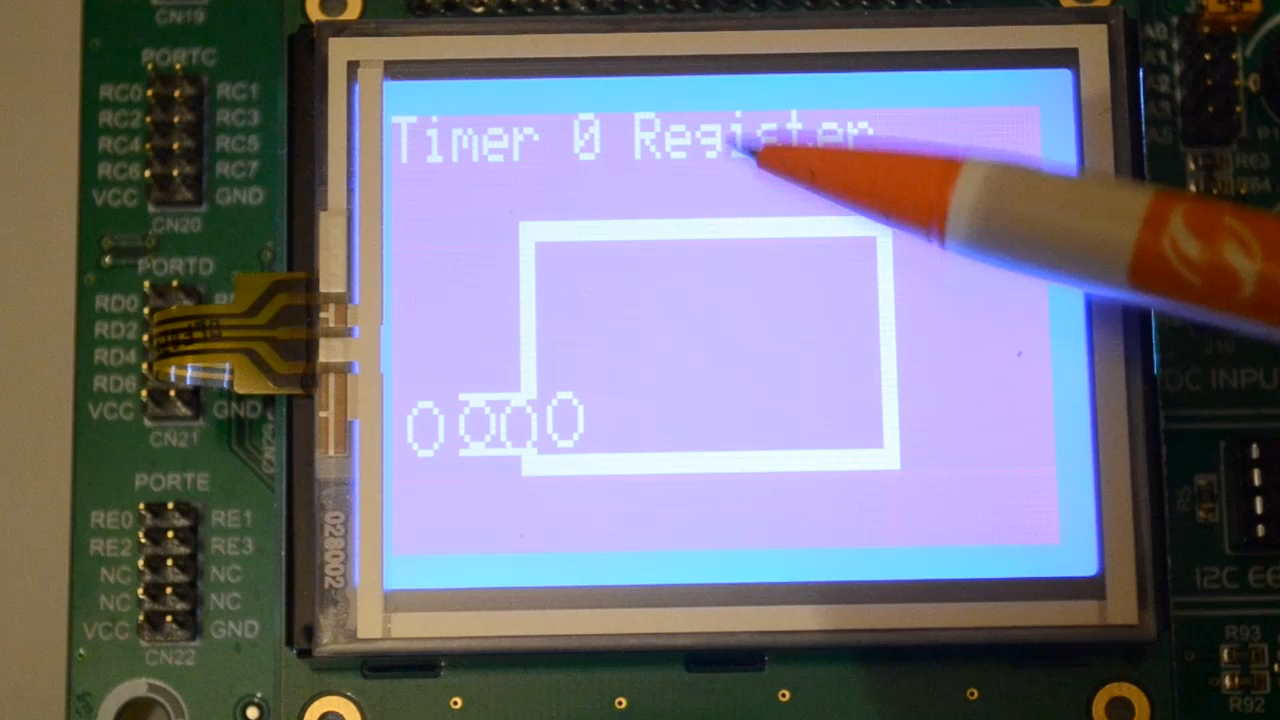 CN19
PORTC
RC0 RC1
RC2 RC3
RC4 RC5
RC6 RC7
VCC GND
CN20
PORTD
RD0
RD2
RD4
RD6
VCC GND
CN21
PORTE
RE0 RE1
RE2 RE3
NC NC
NC NC
VCC GND
CN22
028002
Timer 0 Register
R63
R64
DC INPU
I2C EE
R93
R92